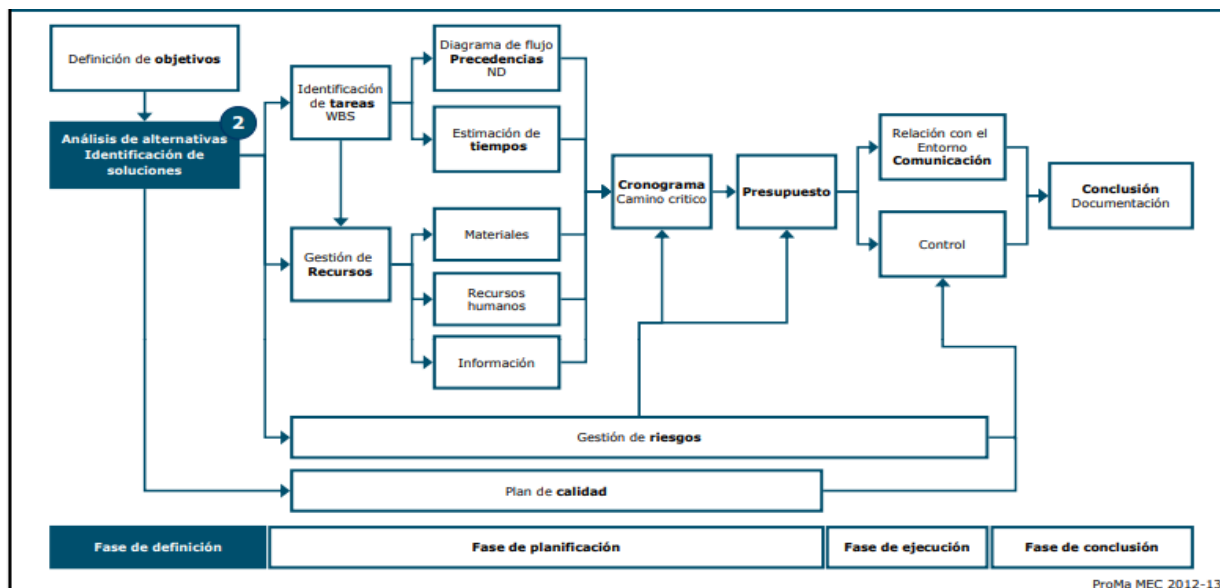 Definición de objetivos
2
Análisis de alternativas
Identificación de
soluciones
Identificación
de tareas
WBS
Gestión de
Recursos
Diagrama de flujo
Precedencias
ND
Estimación de
tiempos
Materiales
Recursos
humanos
Información
Cronograma
Camino critico
Presupuesto
Relación con el
Entorno
Comunicación
Control
Conclusión
Documentación
Gestión de riesgos
Plan de calidad
Fase de definición
Fase de planificación
Fase de ejecución
Fase de conclusión
ProMa MEC 2012-13